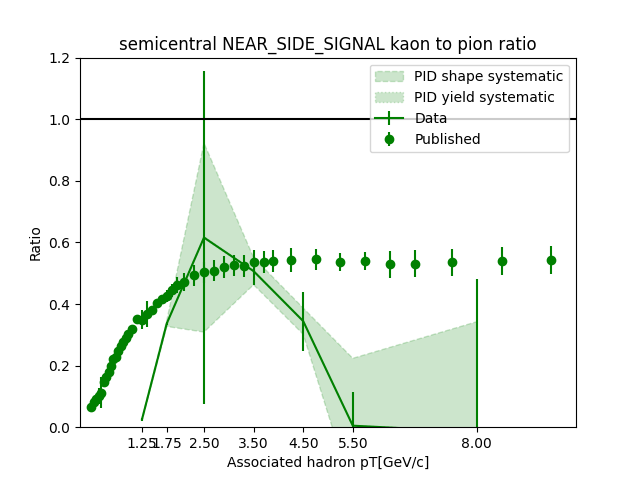 semicentral NEAR_SIDE_SIGNAL kaon to pion ratio
PID shape systematic
PID yield systematic
Data
Published
1.2
1.0
0.8
0.6
0.4
0.2
0.0
Ratio
1.25 1.75 2.50 3.50 4.50 5.50 8.00
Associated hadron pT[GeV/c]